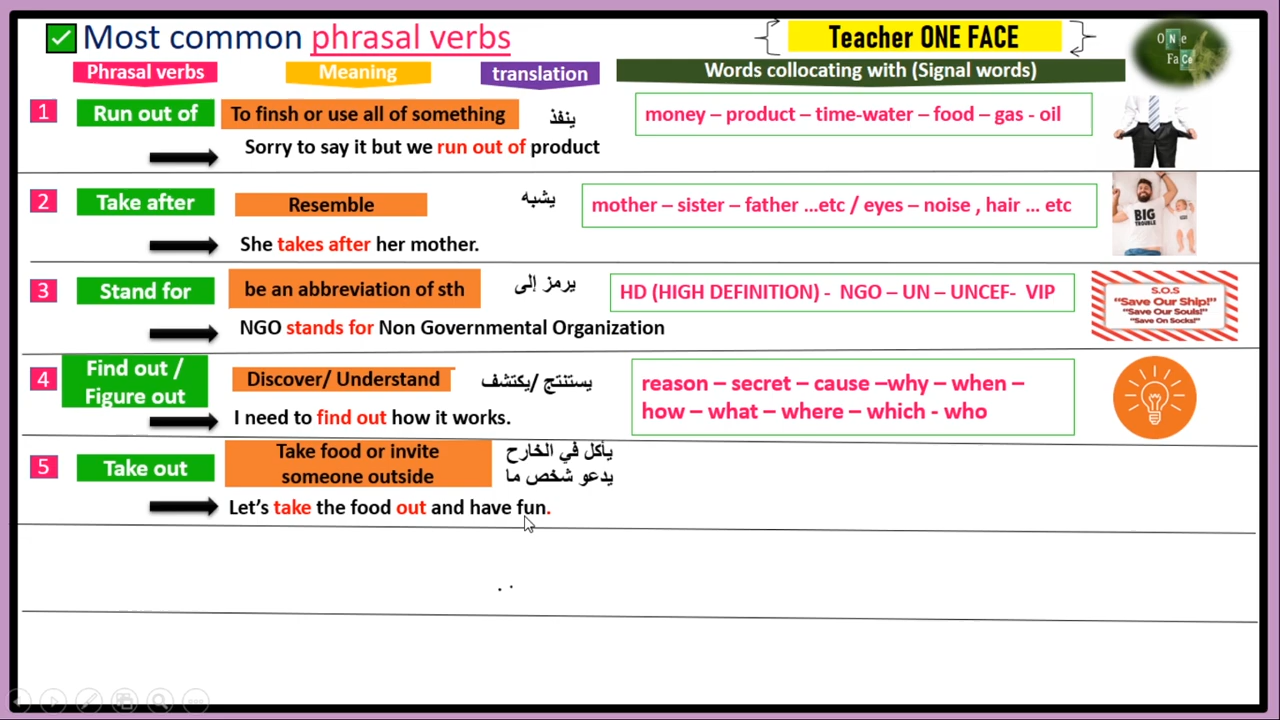 Most common phrasal verbs
Teacher ONE FACE
ONe
FaCe
Phrasal verbs
Meaning
translation
Words collocating with (Signal words)
1
Run out of
To finsh or use all of something
ينفذ
money – product – time-water – food – gas - oil
Sorry to say it but we run out of product
2
Take after
Resemble
يشبه
mother – sister – father ...etc / eyes – noise , hair ... etc
BIG
TROUBLE
She takes after her mother.
3
Stand for
be an abbreviation of sth
يرمز إلى
HD (HIGH DEFINITION) - NGO – UN – UNCEF- VIP
S.O.S
"Save Our Ship!"
"Save Our Souls!"
"Save On Socks!"
NGO stands for Non Governmental Organization
4
Find out /
Figure out
Discover/ Understand
يستنتج /يكتشف
reason – secret – cause –why – when –
how – what – where – which - who
I need to find out how it works.
5
Take out
Take food or invite
someone outside
يأكل في الخارح
يدعو شخص ما
Let's take the food out and have fun.